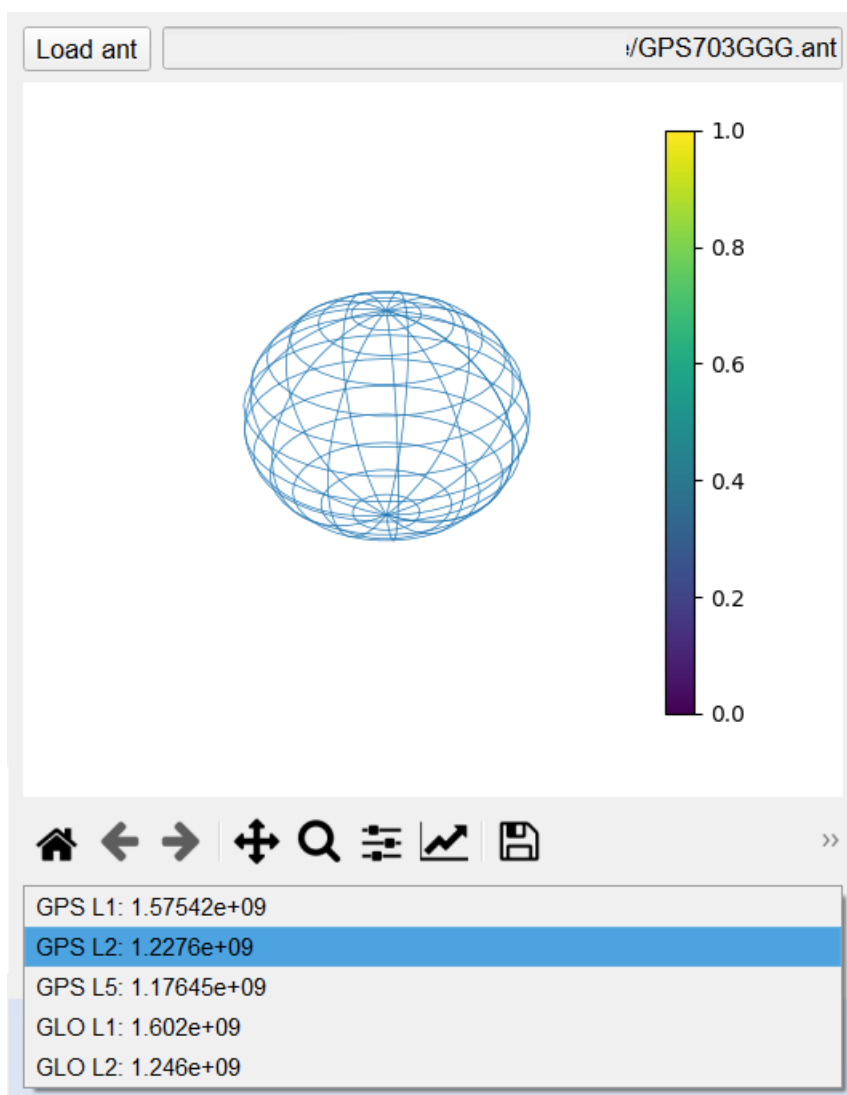 Load ant
/GPS703GGG.ant
1.0
0.8
0.6
0.4
0.2
0.0
GPS L1: 1.57542e+09
GPS L2: 1.2276e+09
GPS L5: 1.17645e+09
GLO L1: 1.602e+09
GLO L2: 1.246e+09